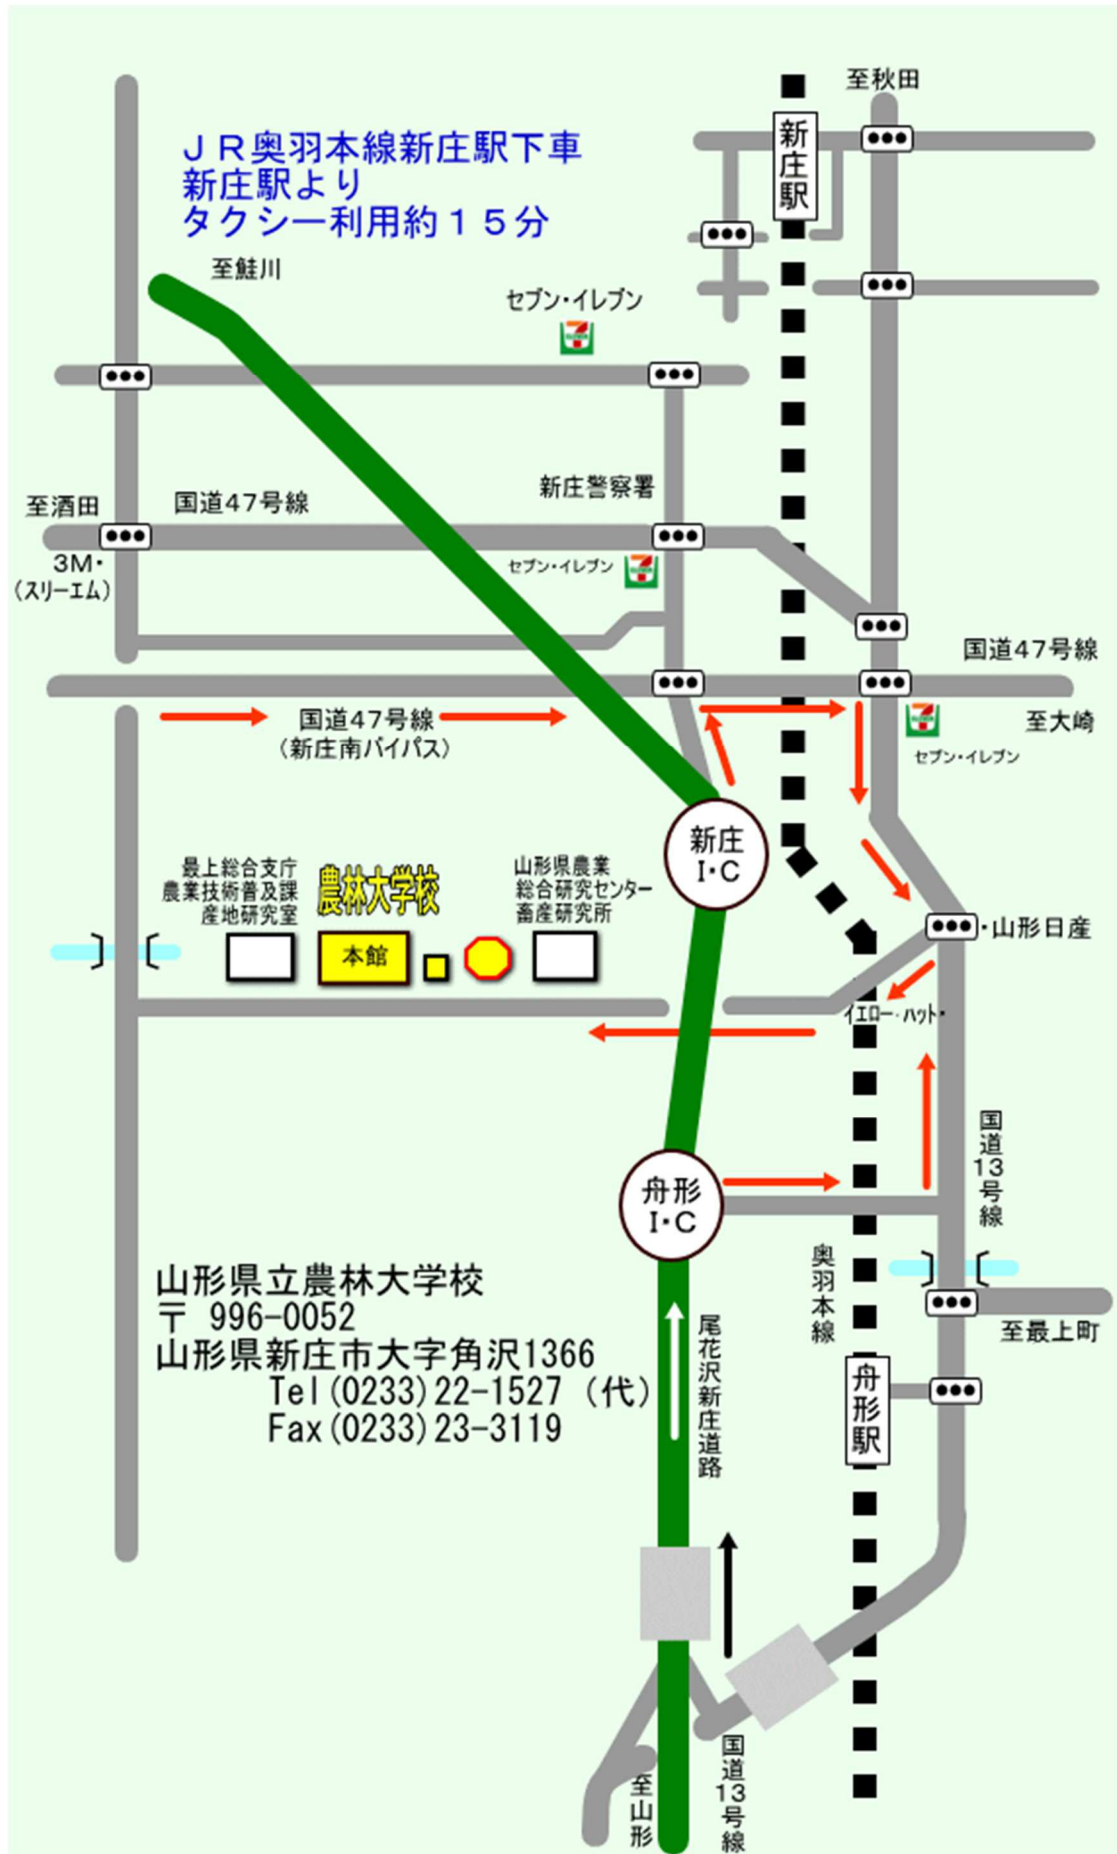 至秋田
新庄駅
ＪＲ奥羽本線新庄駅下車
新庄駅より
タクシー利用約１５分
至鮭川
セブン・イレブン
至酒田
国道47号線
新庄警察署
3M・
(スリーエム)
セブン・イレブン
国道47号線
至大崎
国道47号線
(新庄南バイパス)
セブン・イレブン
新庄
I・C
最上総合支庁
農業技術普及課
産地研究室
農林大学校
本館
山形県農業
総合研究センター
畜産研究所
・山形日産
イエロー・ハット・
国道13号線
舟形
I・C
奥羽本線
至最上町
山形県立農林大学校
〒 996-0052
山形県新庄市大字角沢1366
Tel(0233)22-1527 (代)
Fax(0233)23-3119
尾花沢新庄道路
舟形駅
至山形
国道13号線